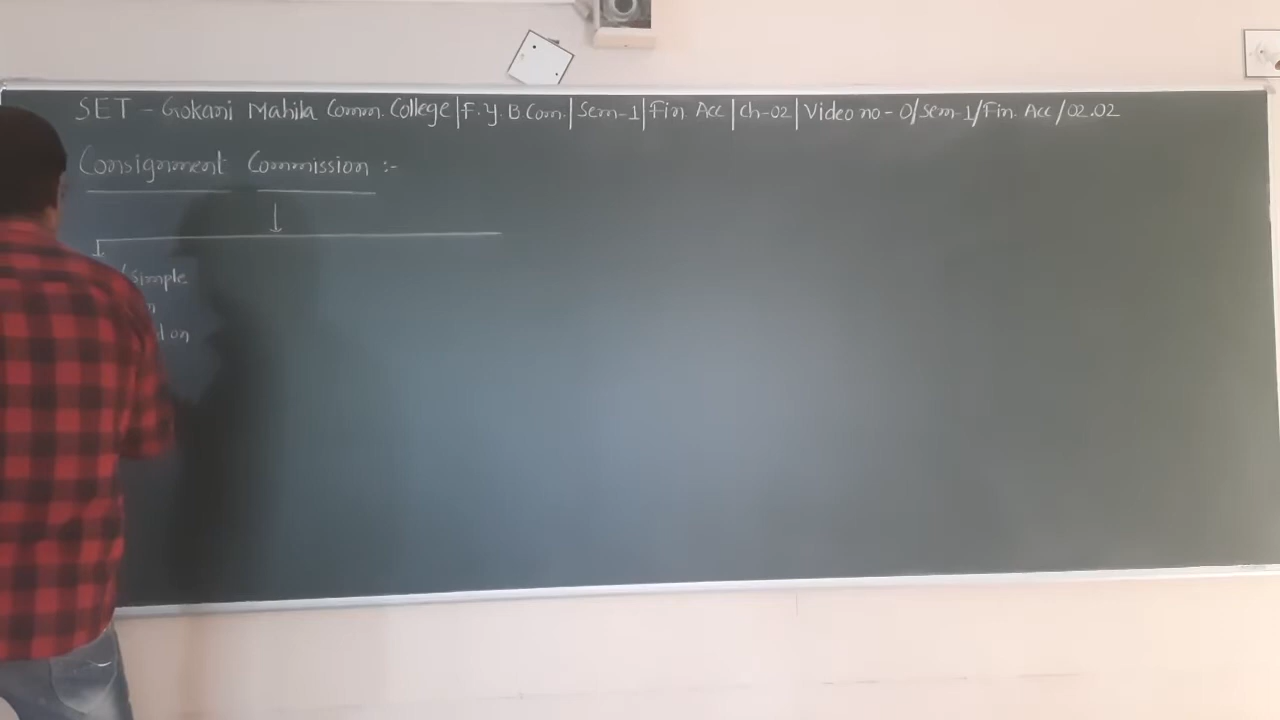 SET - Gokani Mahila Comm. College | F. Y. B Com. | Sem-1 | Fin. Acc | Ch-02 | Video no - 0/Sem-1/Fin. Acc/02.02
Consignment Commission :-
/Simple
on